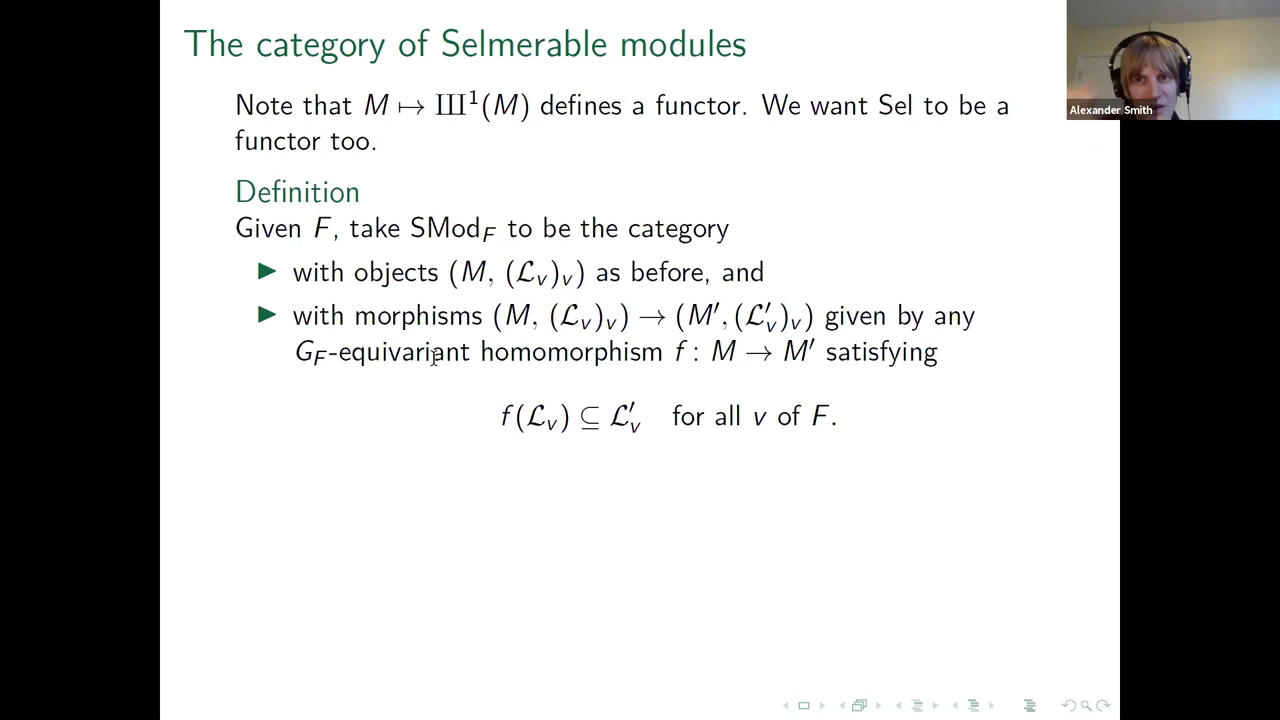 The category of Selmerable modules
Note that M ↦ Ш¹(M) defines a functor. We want Sel to be a
functor too.
Definition
Given F, take SMod_F to be the category
▶ with objects (M, (ℒ_v)_v) as before, and
▶ with morphisms (M, (ℒ_v)_v) → (M′, (ℒ′_v)_v) given by any
G_F-equivariant homomorphism f : M → M′ satisfying
f(ℒ_v) ⊆ ℒ′_v for all v of F.
Alexander Smith